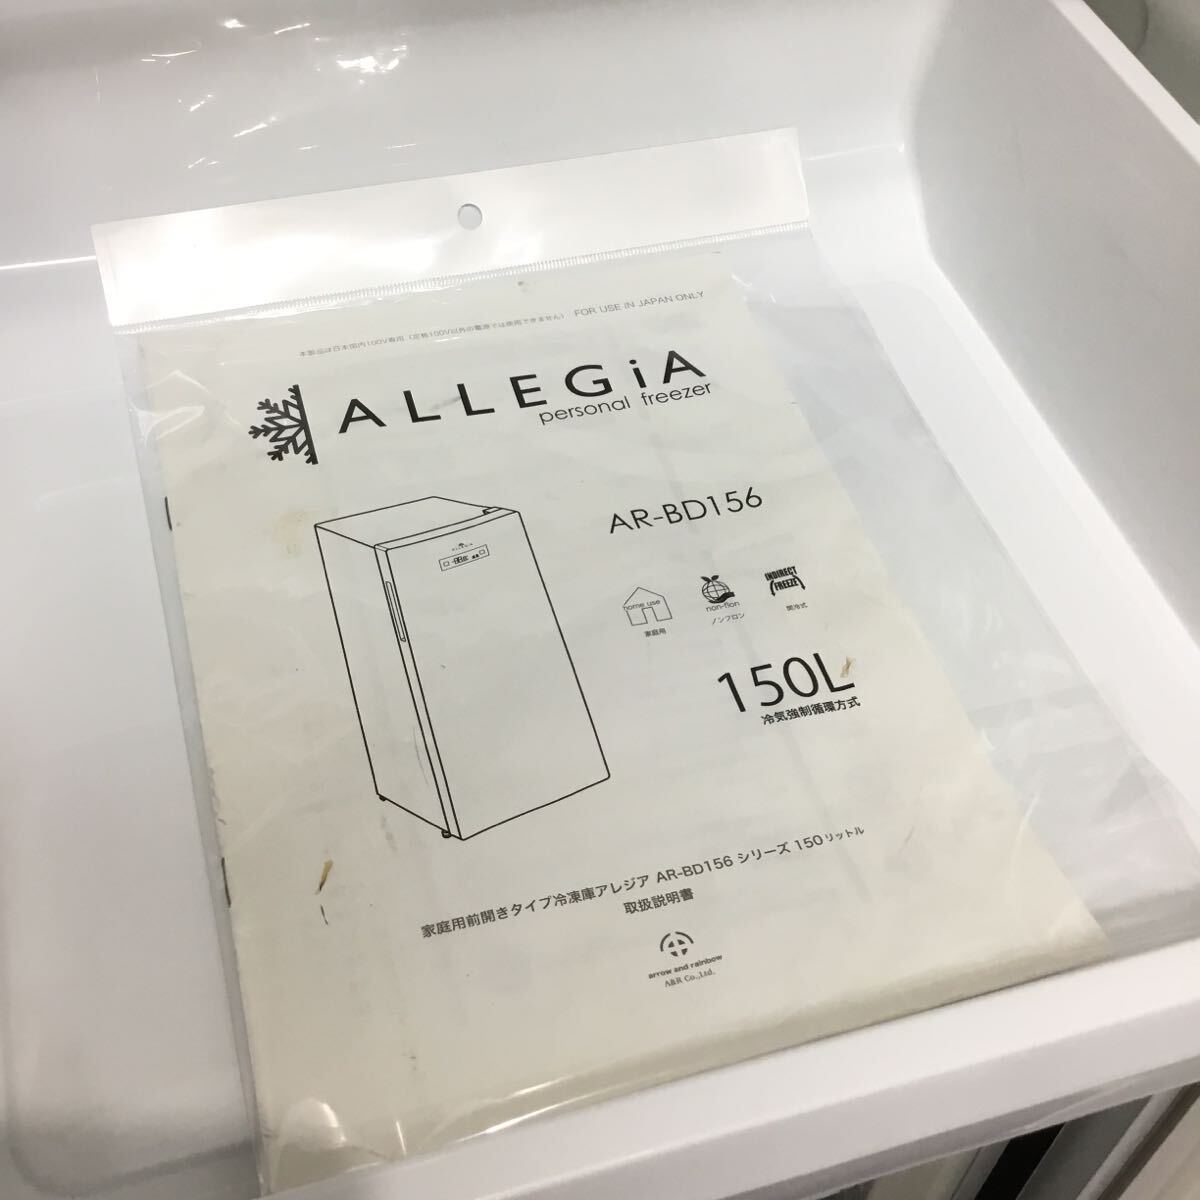 本製品は日本国内100V専用（定格100V以外の電源では使用できません） FOR USE IN JAPAN ONLY
ALLEGiA
personal freezer
AR-BD156
home use
家庭用
non-flon
ノンフロン
INDIRECT
FREEZE
間冷式
150L
冷気強制循環方式
家庭用前開きタイプ冷凍庫アレジア AR-BD156 シリーズ 150リットル
取扱説明書
arrow and rainbow
A&R Co.,Ltd.